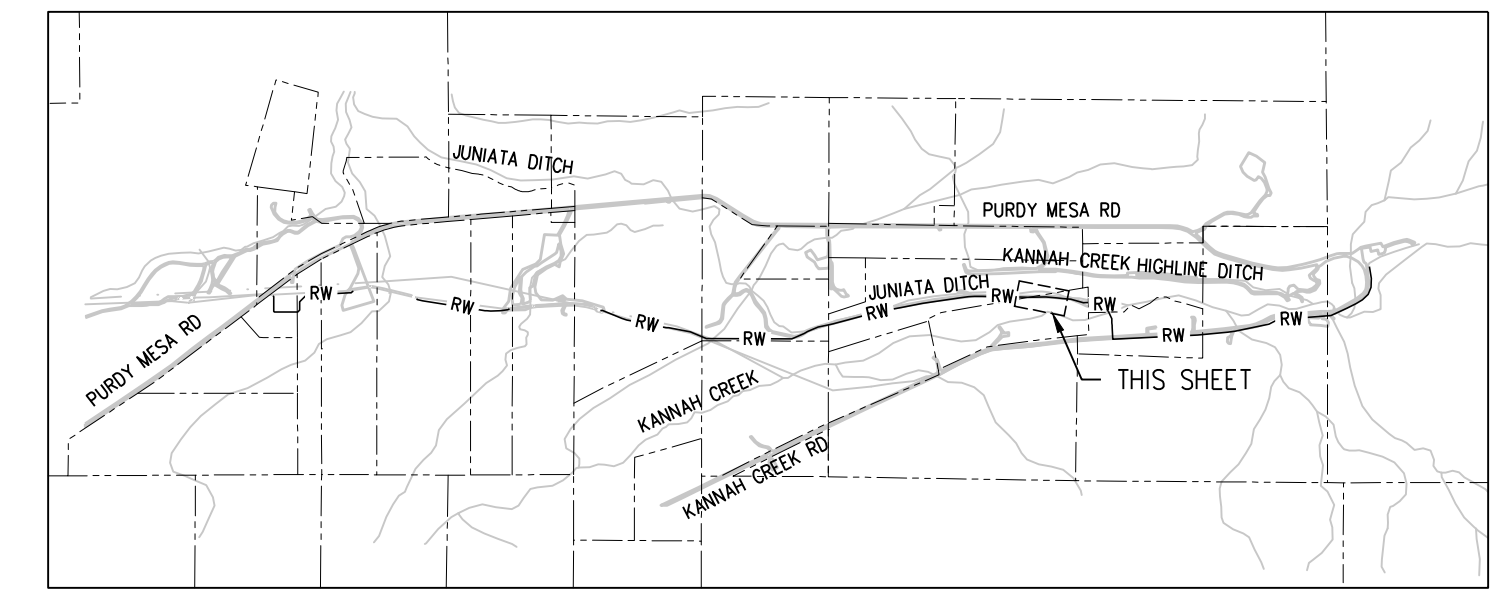 JUNIATA DITCH
PURDY MESA RD
KANNAH CREEK HIGHLINE DITCH
JUNIATA DITCH
RW
RW
RW
RW
RW
RW
RW
RW
RW
PURDY MESA RD
THIS SHEET
KANNAH CREEK
KANNAH CREEK RD